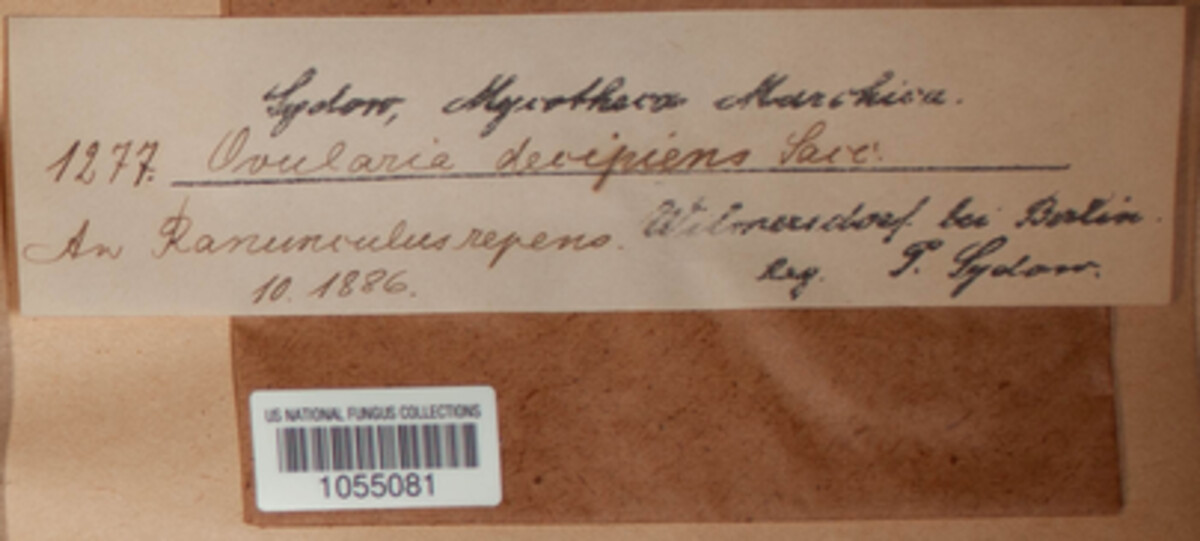 Sydow, Mycotheca Marchica.
1277. Ovularia decipiens Sacc.
An Ranunculus repens. Wilmersdorf bei Berlin.
10. 1886. leg. P. Sydow.
US NATIONAL FUNGUS COLLECTIONS
1055081